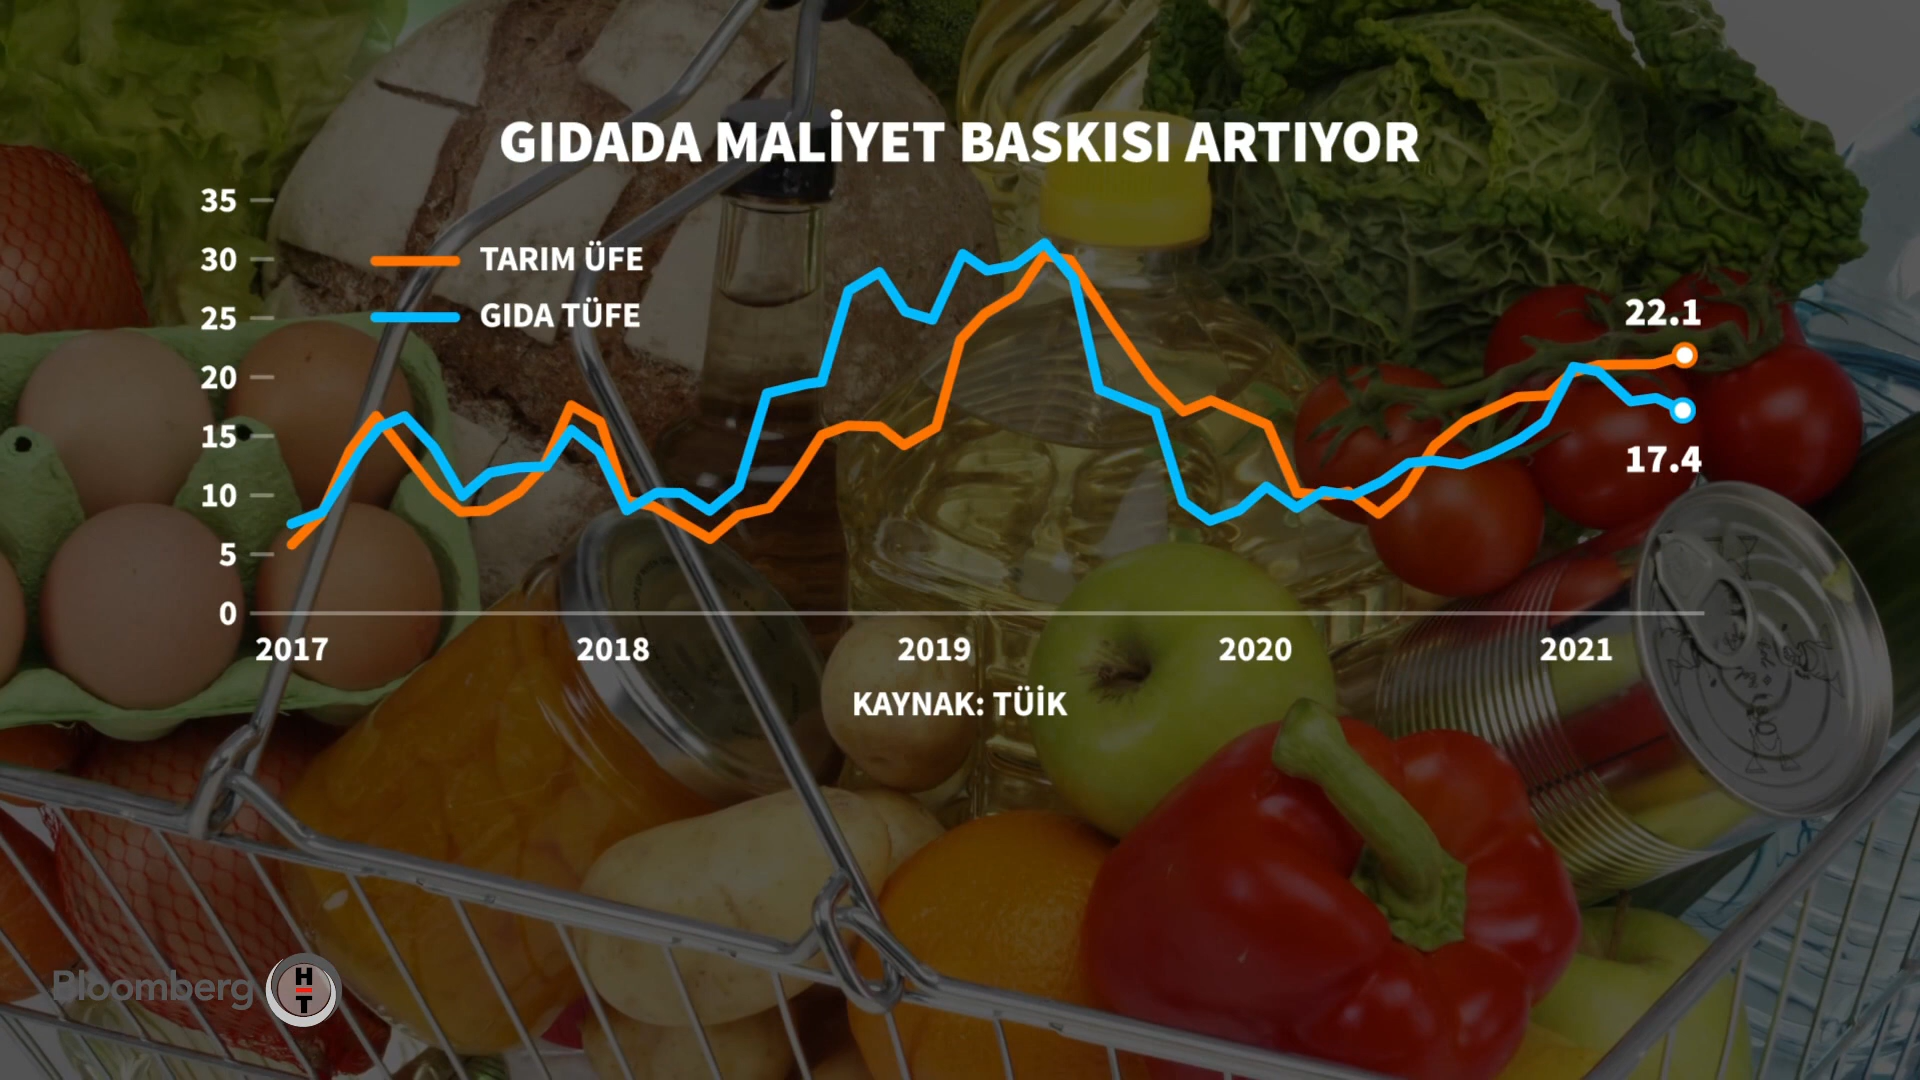 GIDADA MALİYET BASKISI ARTIYOR
35
30
25
20
15
10
5
0
TARIM ÜFE
GIDA TÜFE
22.1
17.4
2017 2018 2019 2020 2021
KAYNAK: TÜİK
Bloomberg HT